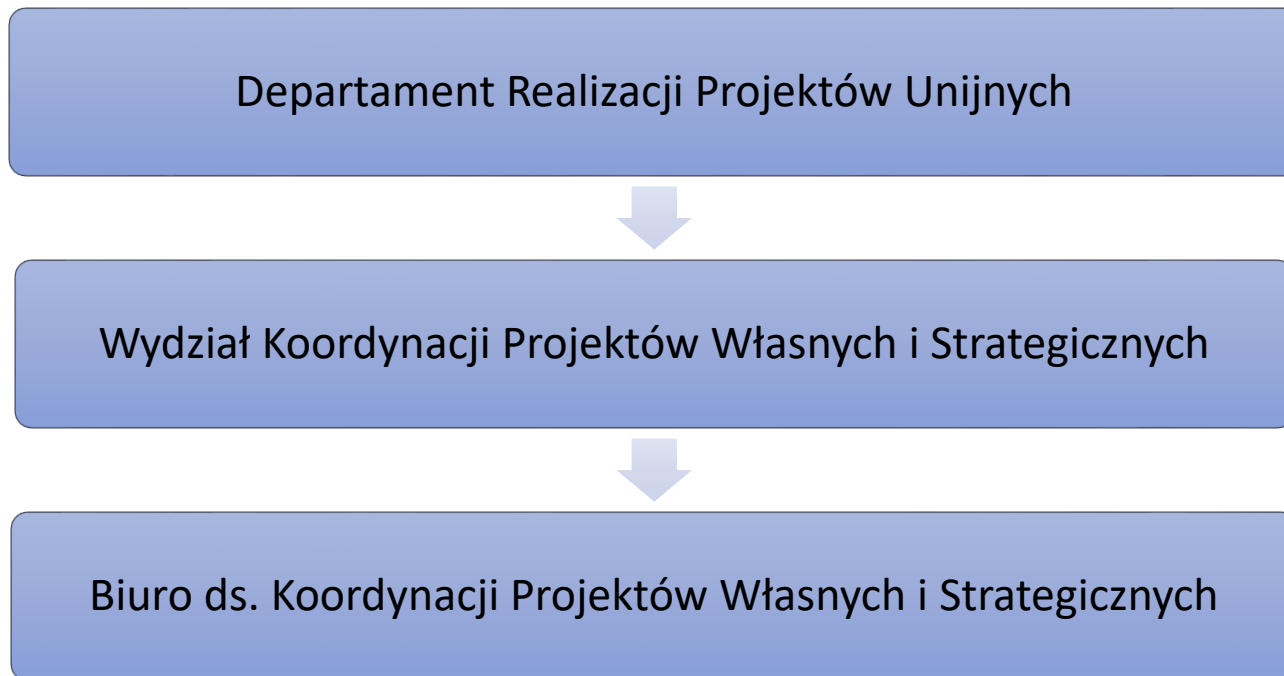 Departament Realizacji Projektów Unijnych
Wydział Koordynacji Projektów Własnych i Strategicznych
Biuro ds. Koordynacji Projektów Własnych i Strategicznych